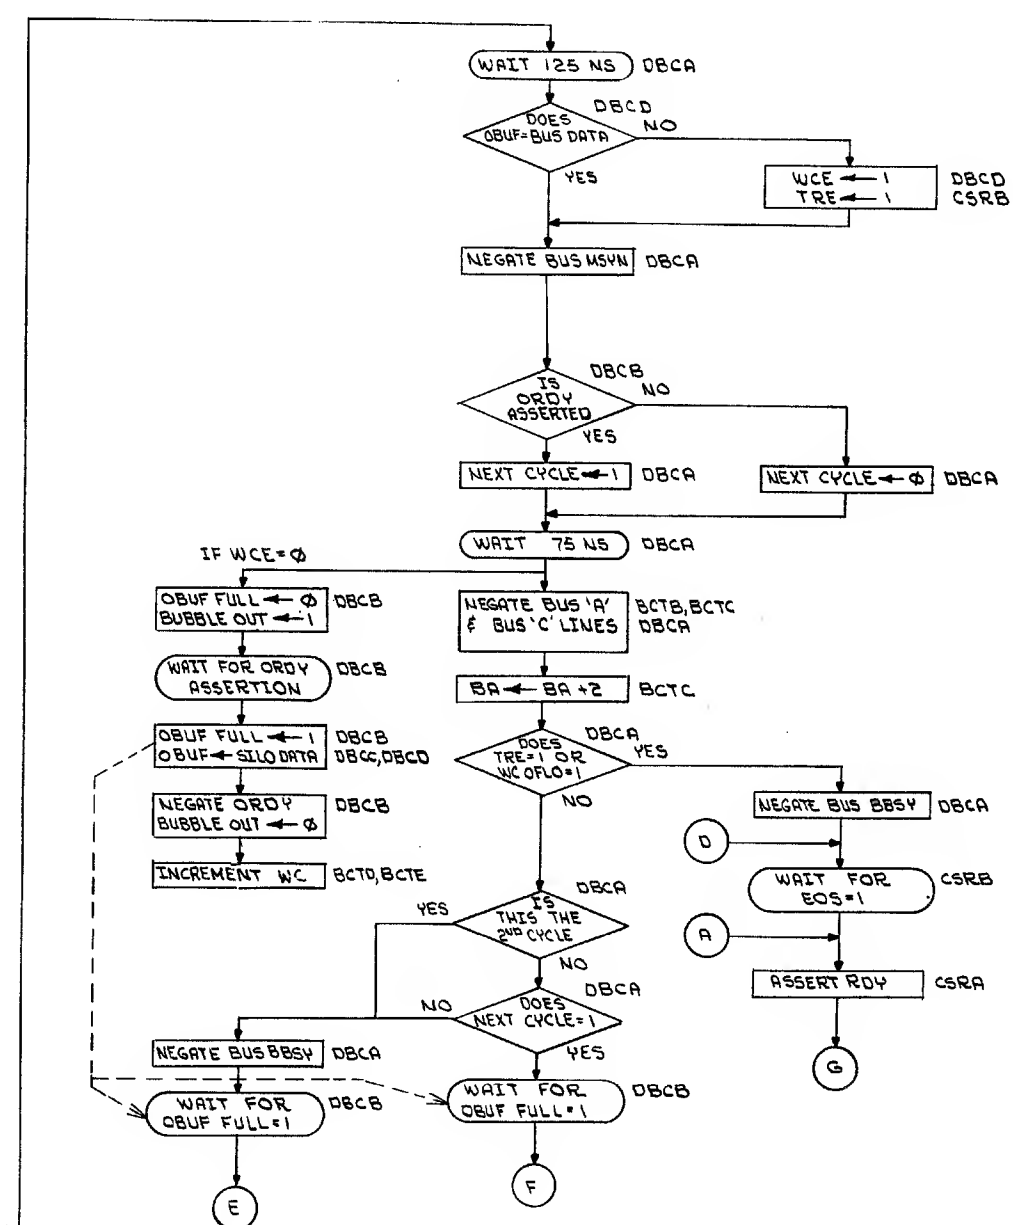 WAIT 125 NS DBCA
DBCD
DOES
OBUF=BUS DATA
NO
YES
WCE ← 1 DBCD
TRE ← 1 CSRB
NEGATE BUS MSYN DBCA
DBCB
IS
ORDY
ASSERTED
NO
YES
NEXT CYCLE ← 1 DBCA
NEXT CYCLE ← Ø DBCA
WAIT 75 NS DBCA
IF WCE=Ø
OBUF FULL ← Ø DBCB
BUBBLE OUT ← 1
NEGATE BUS 'A' BCTB,BCTC
& BUS 'C' LINES DBCA
WAIT FOR ORDY DBCB
ASSERTION
BA ← BA +2 BCTC
OBUF FULL ← 1 DBCB
OBUF ← SILO DATA DBCC,DBCD
DBCA
DOES
TRE=1 OR
WC OFLO=1
YES
NO
NEGATE ORDY DBCB
BUBBLE OUT ← Ø
NEGATE BUS BBSY DBCA
D
INCREMENT WC BCTD,BCTE
WAIT FOR CSRB
EOS=1
DBCA
YES
IS
THIS THE
2ND CYCLE
NO
A
ASSERT RDY CSRA
DBCA
NO
DOES
NEXT CYCLE=1
YES
NEGATE BUS BBSY DBCA
G
WAIT FOR DBCB
OBUF FULL=1
WAIT FOR DBCB
OBUF FULL=1
E
F